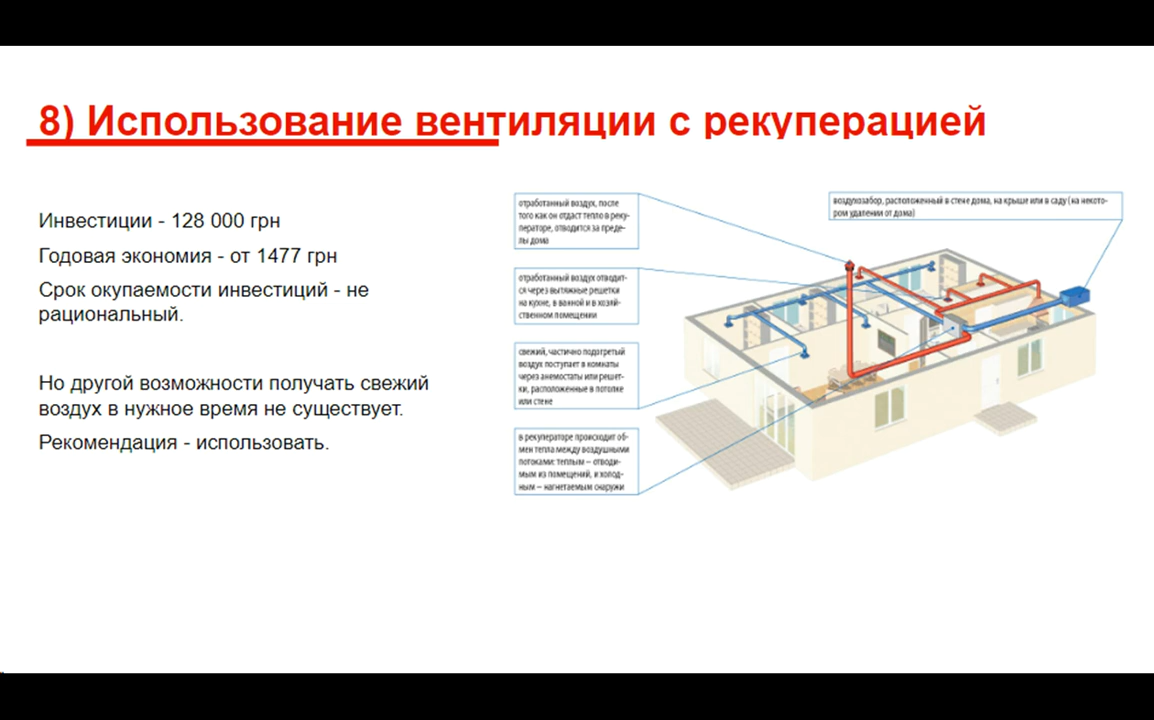 8) Использование вентиляции с рекуперацией
Инвестиции - 128 000 грн
Годовая экономия - от 1477 грн
Срок окупаемости инвестиций - не
рациональный.
Но другой возможности получать свежий
воздух в нужное время не существует.
Рекомендация - использовать.
отработанный воздух, после
того как он отдаст тепло в реку-
ператоре, отводится за преде-
лы дома
отработанный воздух отводит-
ся через вытяжные решетки
на кухне, в ванной и в хозяй-
ственном помещении
свежий, частично подогретый
воздух поступает в комнаты
через анемостаты или решет-
ки, расположенные в потолке
или стене
в рекуператоре происходит об-
мен тепла между воздушными
потоками: теплым – отводи-
мым из помещений, и холод-
ным – нагнетаемым снаружи
воздухозабор, расположенный в стене дома, на крыше или в саду (на некото-
ром удалении от дома)